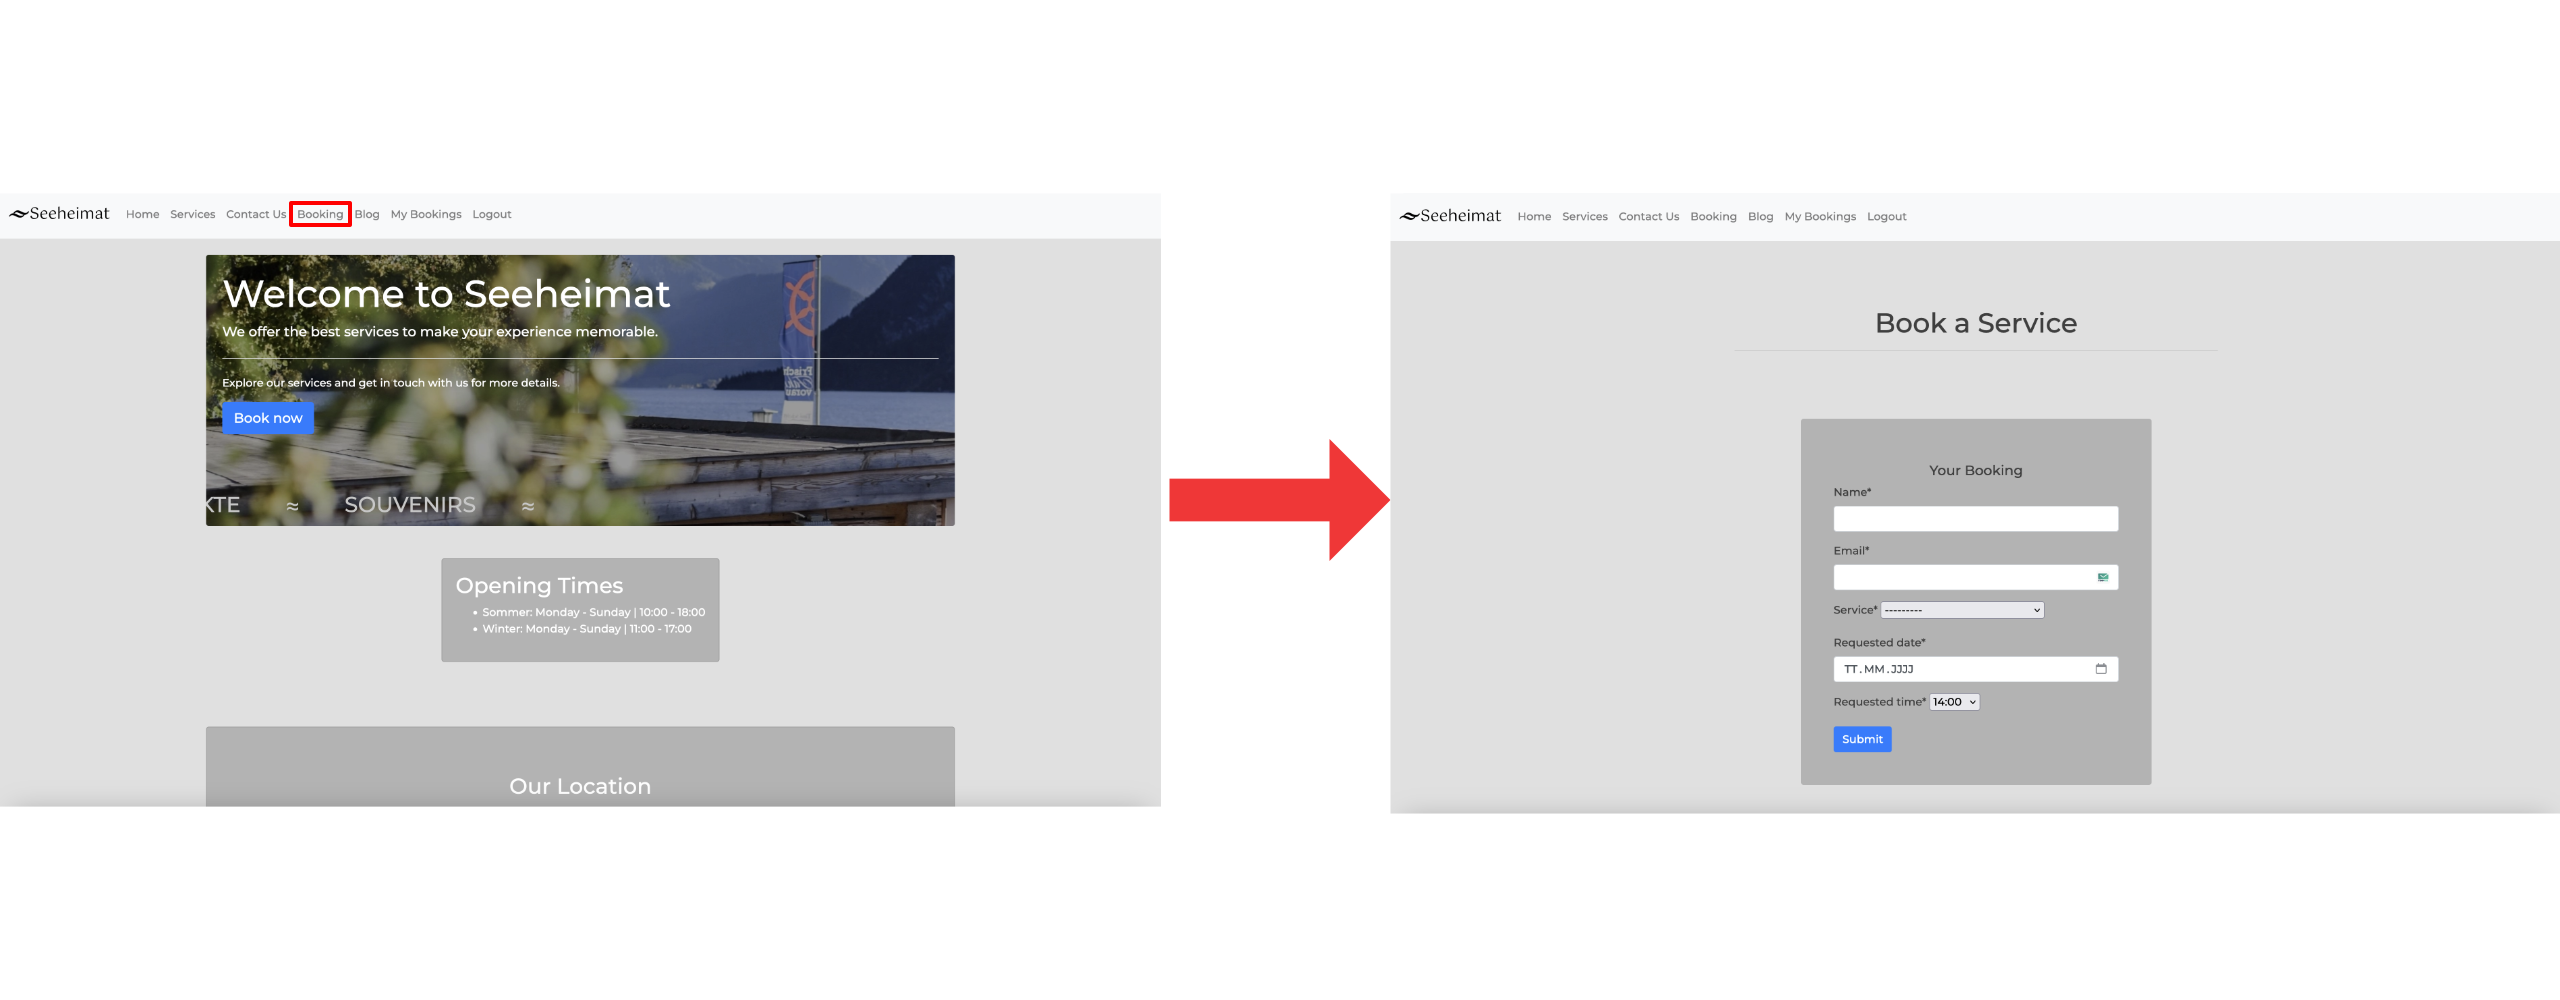 Seeheimat Home Services Contact Us Booking Blog My Bookings Logout
Welcome to Seeheimat
We offer the best services to make your experience memorable.
Explore our services and get in touch with us for more details.
Book now
KTE ≈ SOUVENIRS ≈
Opening Times
• Sommer: Monday - Sunday | 10:00 - 18:00
• Winter: Monday - Sunday | 11:00 - 17:00
Our Location
Seeheimat Home Services Contact Us Booking Blog My Bookings Logout
Book a Service
Your Booking
Name*
Email*
Service* ---------
Requested date*
TT.MM.JJJJ
Requested time* 14:00
Submit